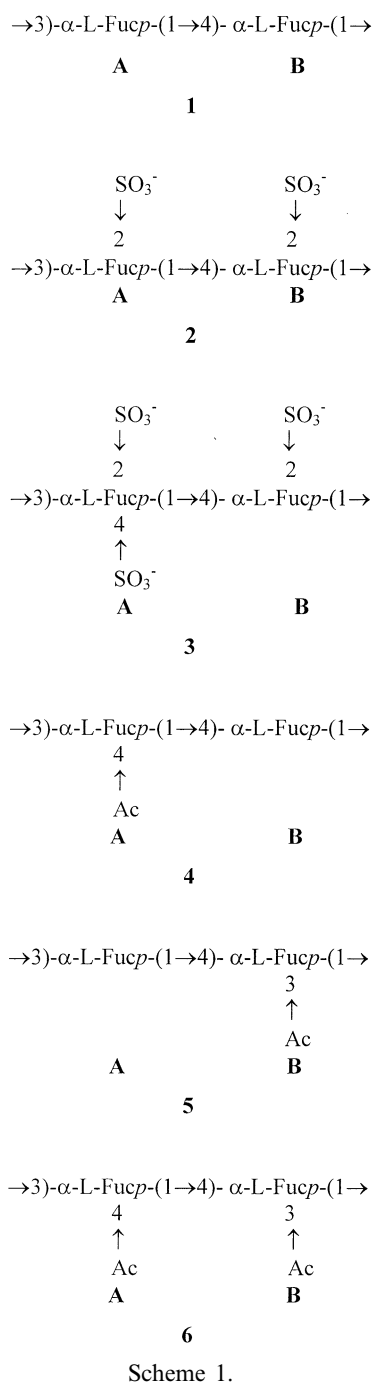 →3)-α-L-Fucp-(1→4)- α-L-Fucp-(1→
A B
1
SO₃⁻ SO₃⁻
↓ ↓
2 2
→3)-α-L-Fucp-(1→4)- α-L-Fucp-(1→
A B
2
SO₃⁻ SO₃⁻
↓ ↓
2 2
→3)-α-L-Fucp-(1→4)- α-L-Fucp-(1→
4
↑
SO₃⁻
A B
3
→3)-α-L-Fucp-(1→4)- α-L-Fucp-(1→
4
↑
Ac
A B
4
→3)-α-L-Fucp-(1→4)- α-L-Fucp-(1→
3
↑
Ac
A B
5
→3)-α-L-Fucp-(1→4)- α-L-Fucp-(1→
4 3
↑ ↑
Ac Ac
A B
6
Scheme 1.